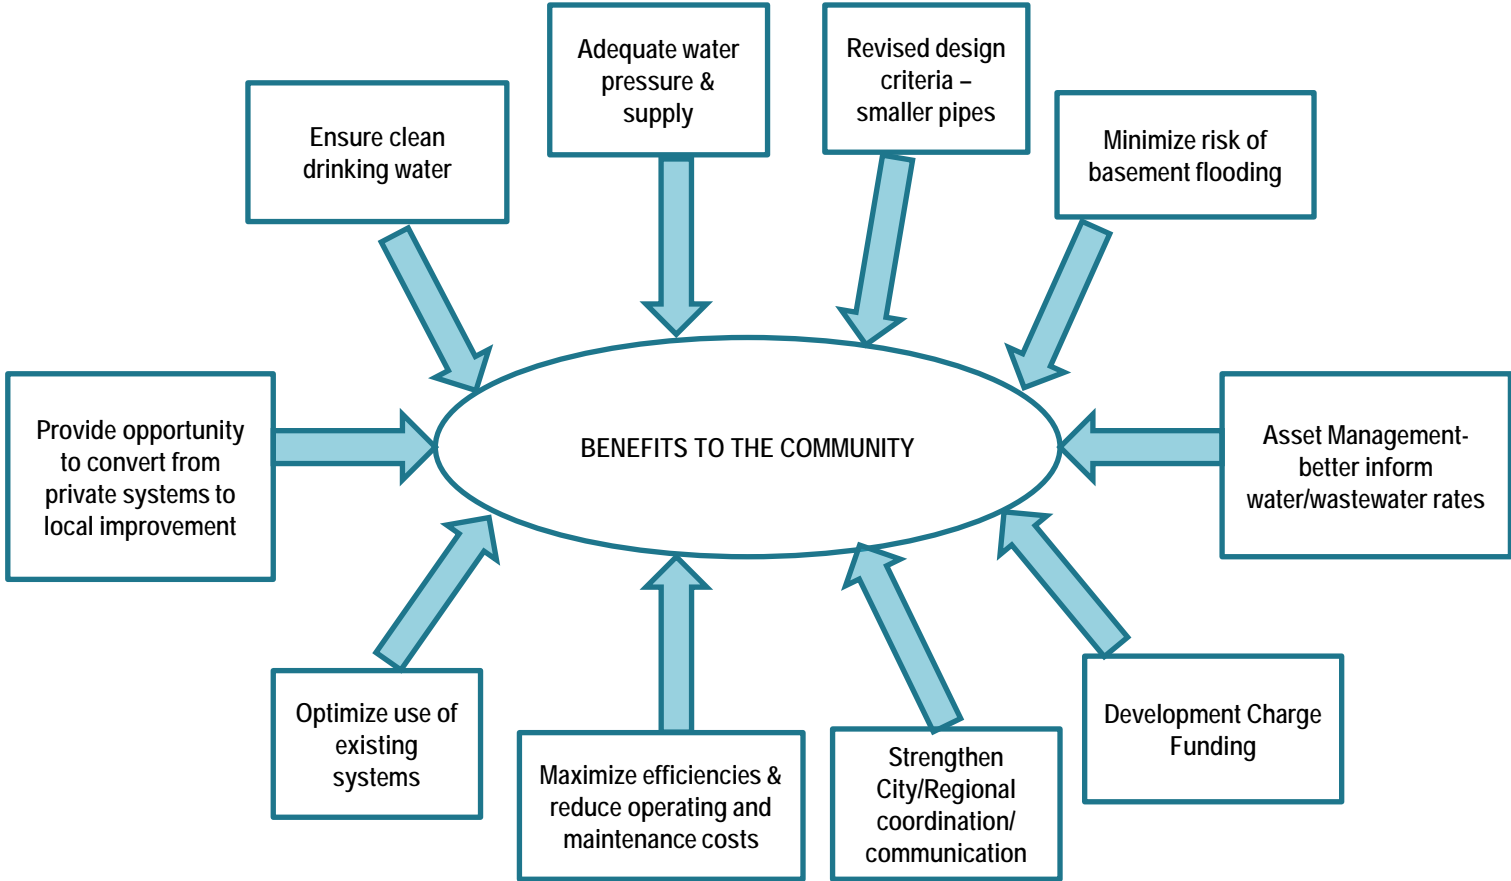 Adequate water
pressure &
supply
Revised design
criteria –
smaller pipes
Ensure clean
drinking water
Minimize risk of
basement flooding
Provide opportunity
to convert from
private systems to
local improvement
BENEFITS TO THE COMMUNITY
Asset Management-
better inform
water/wastewater rates
Optimize use of
existing
systems
Maximize efficiencies &
reduce operating and
maintenance costs
Strengthen
City/Regional
coordination/
communication
Development Charge
Funding